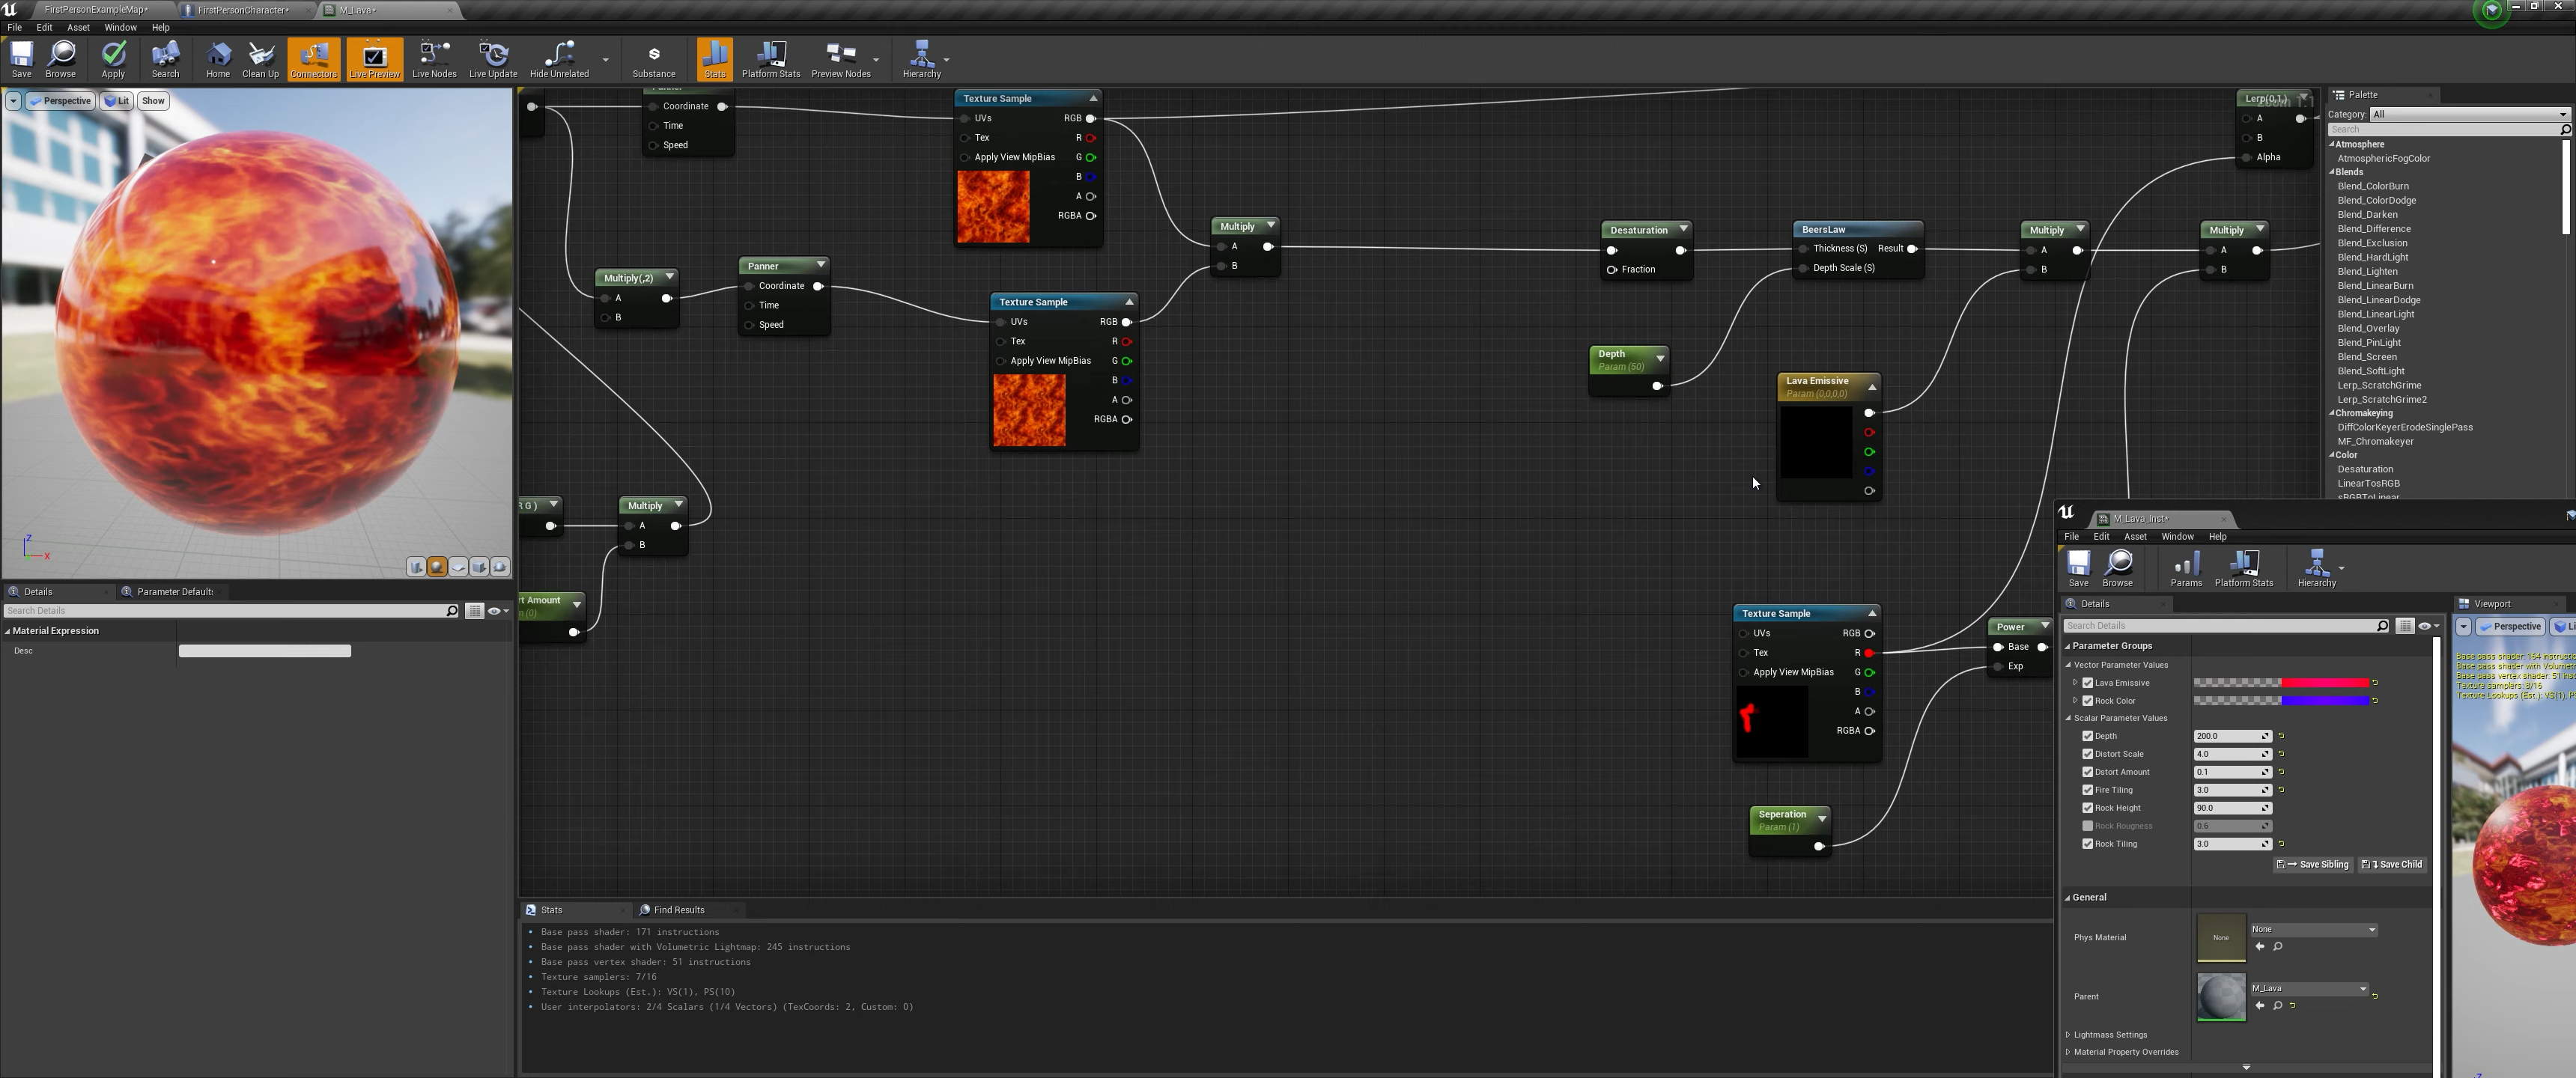 FirstPersonExampleMap*
FirstPersonCharacter*
M_Lava*
File Edit Asset Window Help
Save Browse Apply Search Home Clean Up Connectors Live Preview Live Nodes Live Update Hide Unrelated Substance Stats Platform Stats Preview Nodes Hierarchy
Perspective Lit Show
Coordinate
Time
Speed
Texture Sample
UVs RGB
Tex R
Apply View MipBias G
B
A
RGBA
Lerp(0,1,)
A
B
Alpha
Multiply
A
B
Desaturation
Fraction
BeersLaw
Thickness (S) Result
Depth Scale (S)
Multiply
A
B
Multiply
A
B
Multiply(,2)
A
B
Panner
Coordinate
Time
Speed
Texture Sample
UVs RGB
Tex R
Apply View MipBias G
B
A
RGBA
Depth
Param (50)
Lava Emissive
Param (0,0,0,0)
R G )
Multiply
A
B
rt Amount
m (0)
Texture Sample
UVs RGB
Tex R
Apply View MipBias G
B
A
RGBA
Power
Base
Exp
Seperation
Param (1)
Z
X
Details Parameter Defaults
Search Details
Material Expression
Desc
Stats Find Results
Base pass shader: 171 instructions
Base pass shader with Volumetric Lightmap: 245 instructions
Base pass vertex shader: 51 instructions
Texture samplers: 7/16
Texture Lookups (Est.): VS(1), PS(10)
User interpolators: 2/4 Scalars (1/4 Vectors) (TexCoords: 2, Custom: 0)
Palette
Category: All
Search
Atmosphere
AtmosphericFogColor
Blends
Blend_ColorBurn
Blend_ColorDodge
Blend_Darken
Blend_Difference
Blend_Exclusion
Blend_HardLight
Blend_Lighten
Blend_LinearBurn
Blend_LinearDodge
Blend_LinearLight
Blend_Overlay
Blend_PinLight
Blend_Screen
Blend_SoftLight
Lerp_ScratchGrime
Lerp_ScratchGrime2
Chromakeying
DiffColorKeyerErodeSinglePass
MF_Chromakeyer
Color
Desaturation
LinearTosRGB
sRGBToLinear
M_Lava_Inst*
File Edit Asset Window Help
Save Browse Params Platform Stats Hierarchy
Details
Viewport
Search Details
Perspective Li
Parameter Groups
Vector Parameter Values
Lava Emissive
Rock Color
Scalar Parameter Values
Depth 200.0
Distort Scale 4.0
Dstort Amount 0.1
Fire Tiling 3.0
Rock Height 90.0
Rock Rougness 0.6
Rock Tiling 3.0
Save Sibling Save Child
General
Phys Material None None
Parent M_Lava
Lightmass Settings
Material Property Overrides